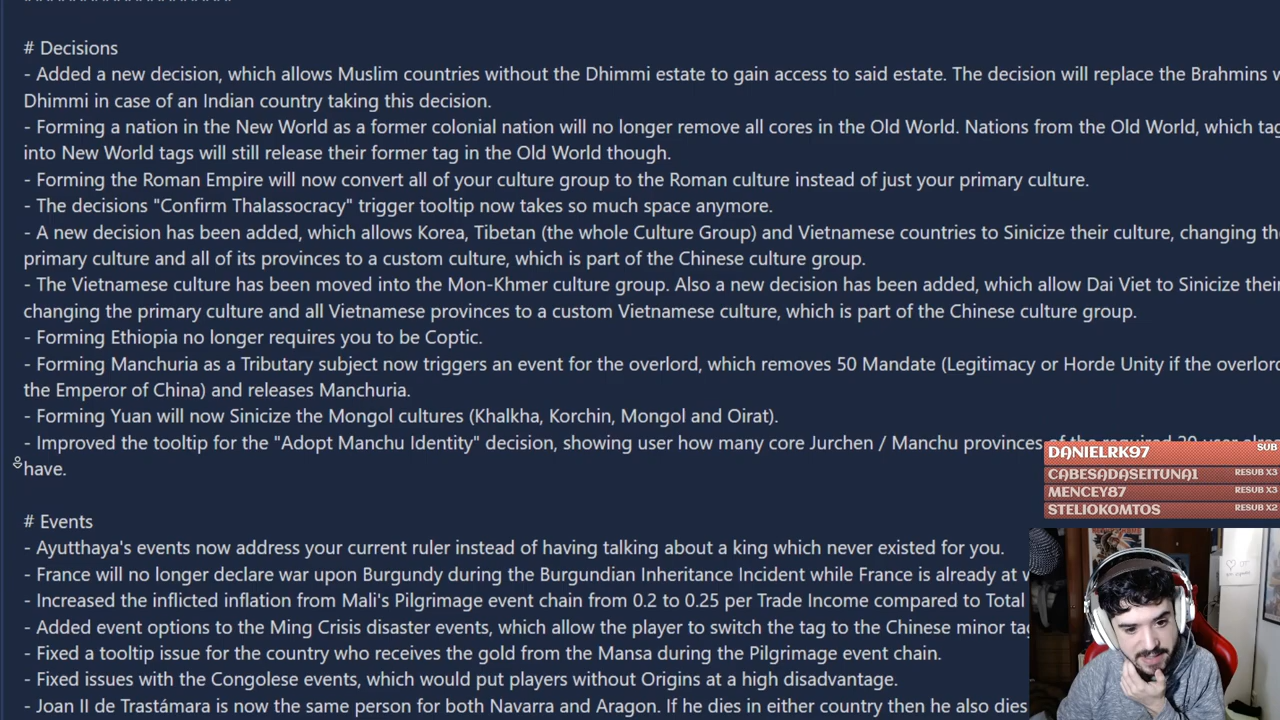 # Decisions
- Added a new decision, which allows Muslim countries without the Dhimmi estate to gain access to said estate. The decision will replace the Brahmins
Dhimmi in case of an Indian country taking this decision.
- Forming a nation in the New World as a former colonial nation will no longer remove all cores in the Old World. Nations from the Old World, which tag
into New World tags will still release their former tag in the Old World though.
- Forming the Roman Empire will now convert all of your culture group to the Roman culture instead of just your primary culture.
- The decisions "Confirm Thalassocracy" trigger tooltip now takes so much space anymore.
- A new decision has been added, which allows Korea, Tibetan (the whole Culture Group) and Vietnamese countries to Sinicize their culture, changing
primary culture and all of its provinces to a custom culture, which is part of the Chinese culture group.
- The Vietnamese culture has been moved into the Mon-Khmer culture group. Also a new decision has been added, which allow Dai Viet to Sinicize
changing the primary culture and all Vietnamese provinces to a custom Vietnamese culture, which is part of the Chinese culture group.
- Forming Ethiopia no longer requires you to be Coptic.
- Forming Manchuria as a Tributary subject now triggers an event for the overlord, which removes 50 Mandate (Legitimacy or Horde Unity if the
the Emperor of China) and releases Manchuria.
- Forming Yuan will now Sinicize the Mongol cultures (Khalkha, Korchin, Mongol and Oirat).
- Improved the tooltip for the "Adopt Manchu Identity" decision, showing user how many core Jurchen / Manchu provinces
have.
# Events
- Ayutthaya's events now address your current ruler instead of having talking about a king which never existed for you.
- France will no longer declare war upon Burgundy during the Burgundian Inheritance Incident while France is already at
- Increased the inflicted inflation from Mali's Pilgrimage event chain from 0.2 to 0.25 per Trade Income compared to Total
- Added event options to the Ming Crisis disaster events, which allow the player to switch the tag to the Chinese minor
- Fixed a tooltip issue for the country who receives the gold from the Mansa during the Pilgrimage event chain.
- Fixed issues with the Congolese events, which would put players without Origins at a high disadvantage.
- Joan II de Trastámara is now the same person for both Navarra and Aragon. If he dies in either country then he also dies
DANIELRK97 SUB
CABESADASEITUNA1 RESUB X3
MENCEY87 RESUB X3
STELIOKOMTOS RESUB X2